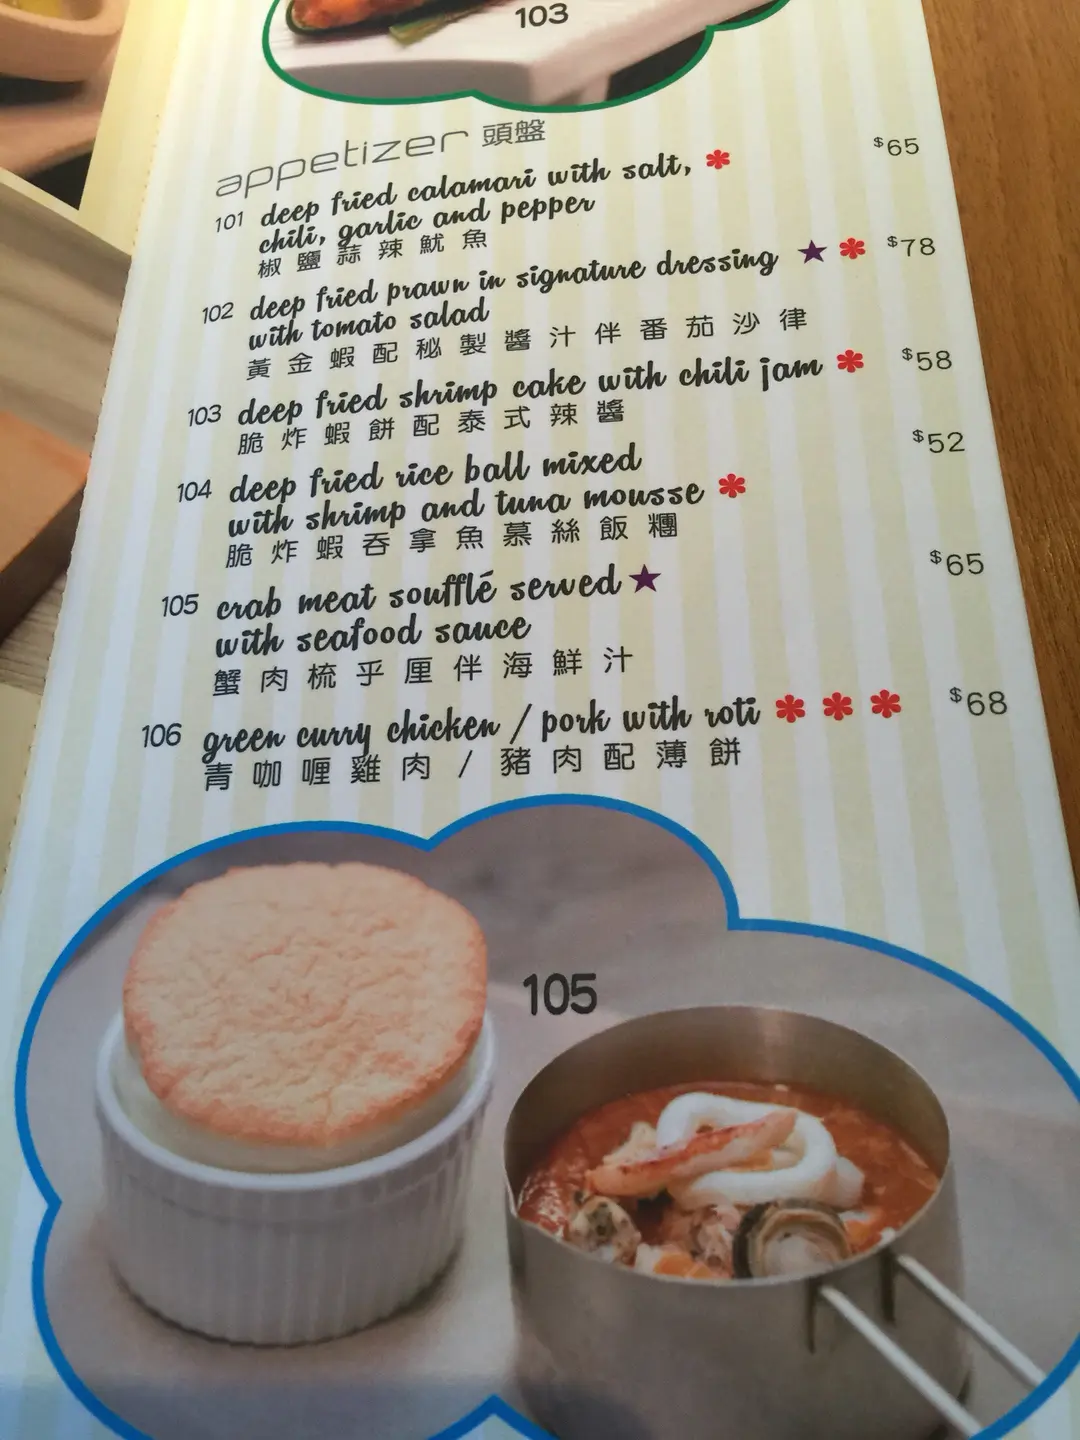 103
appetizer 頭盤
101 deep fried calamari with salt, $65
chili, garlic and pepper
椒鹽蒜辣魷魚
102 deep fried prawn in signature dressing $78
with tomato salad
黃金蝦配秘製醬汁伴番茄沙律
103 deep fried shrimp cake with chili jam $58
脆炸蝦餅配泰式辣醬
104 deep fried rice ball mixed $52
with shrimp and tuna mousse
脆炸蝦吞拿魚慕絲飯糰
105 crab meat soufflé served $65
with seafood sauce
蟹肉梳乎厘伴海鮮汁
106 green curry chicken / pork with roti $68
青咖喱雞肉/豬肉配薄餅
105